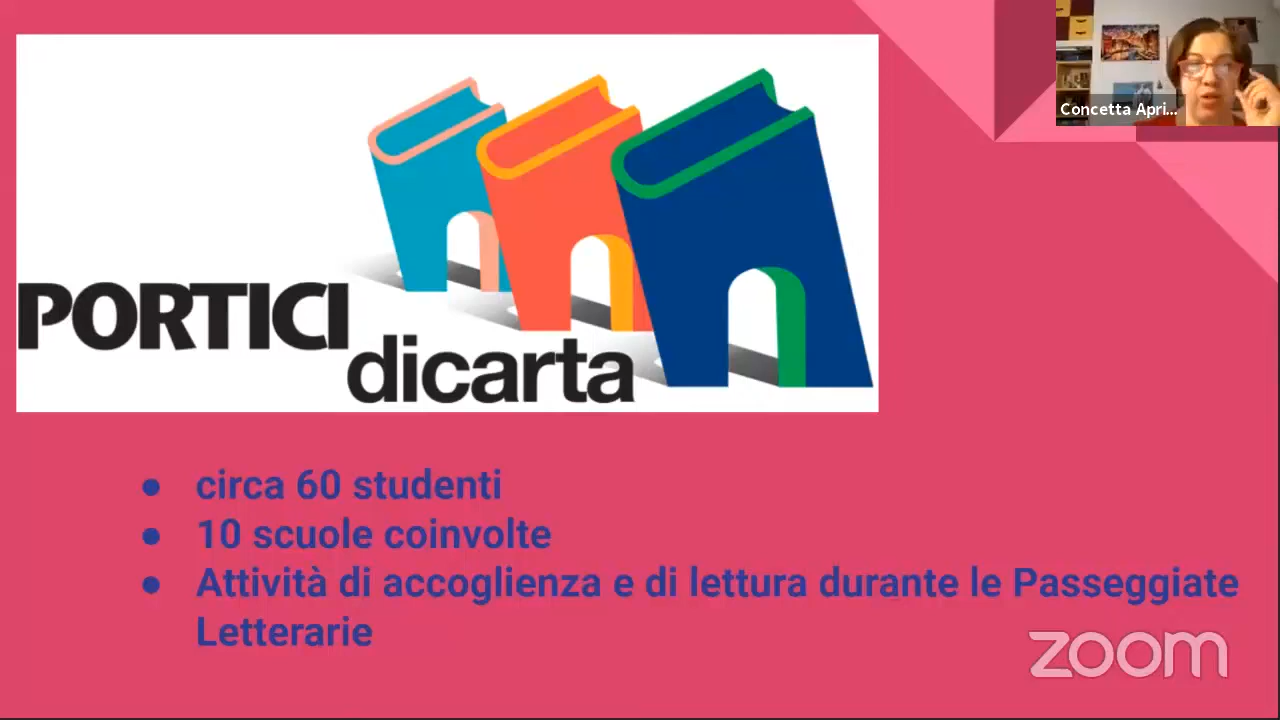 Concetta Apri...
PORTICI
dicarta
● circa 60 studenti
● 10 scuole coinvolte
● Attività di accoglienza e di lettura durante le Passeggiate
Letterarie
zoom